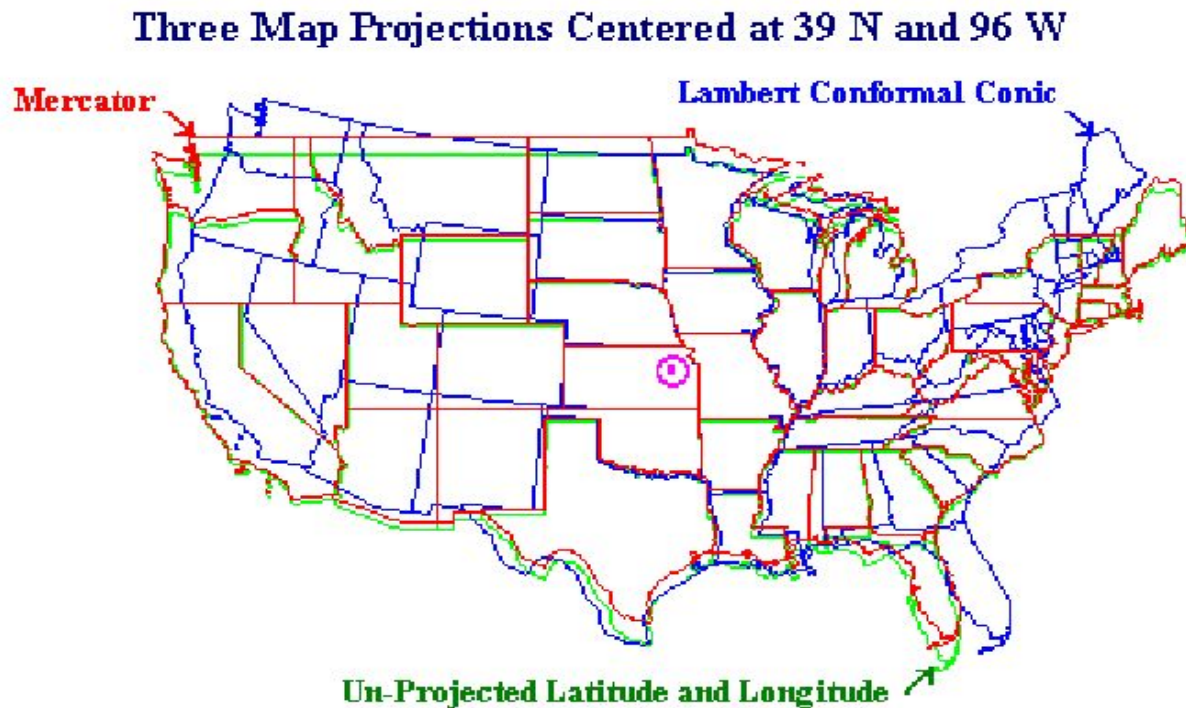 Three Map Projections Centered at 39 N and 96 W
Lambert Conformal Conic
Mercator
Un-Projected Latitude and Longitude